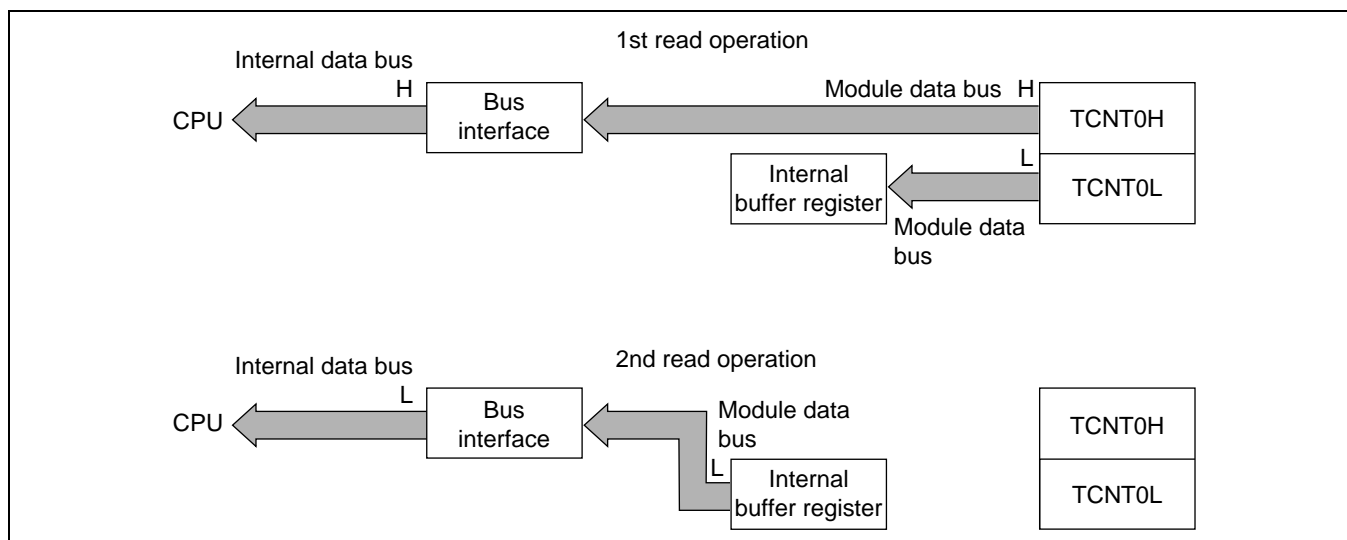 1st read operation
Internal data bus
H
Module data bus H
CPU
Bus
interface
TCNT0H
L
Internal
buffer register
TCNT0L
Module data
bus
2nd read operation
Internal data bus
L
CPU
Bus
interface
Module data
bus
TCNT0H
L
Internal
buffer register
TCNT0L